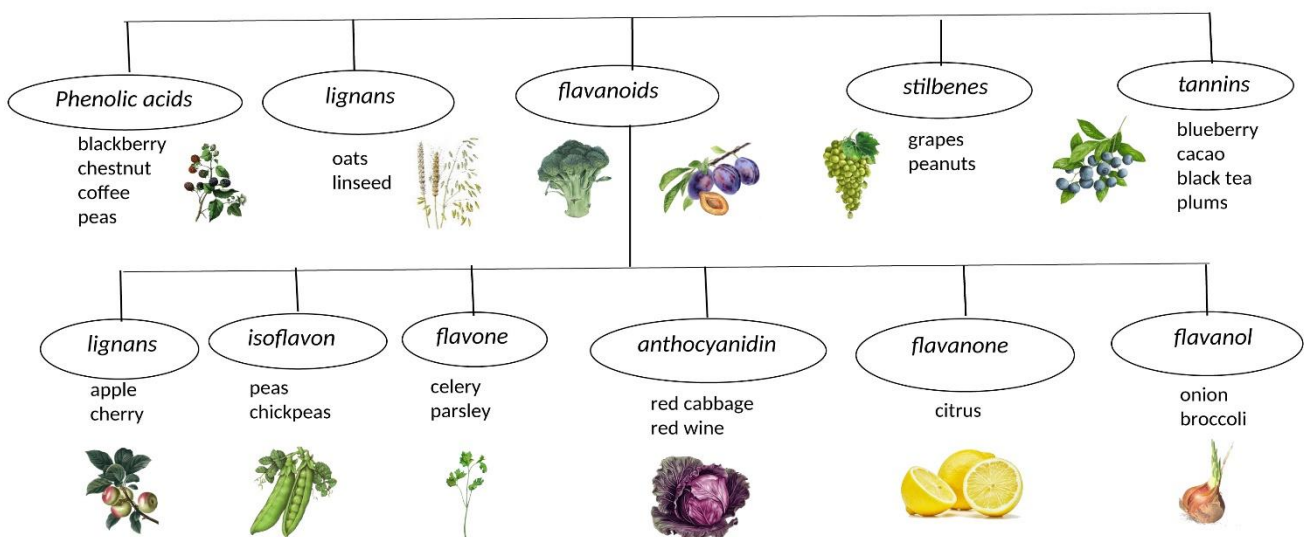 Phenolic acids
blackberry
chestnut
coffee
peas
lignans
oats
linseed
flavanoids
stilbenes
grapes
peanuts
tannins
blueberry
cacao
black tea
plums
lignans
apple
cherry
isoflavon
peas
chickpeas
flavone
celery
parsley
anthocyanidin
red cabbage
red wine
flavanone
citrus
flavanol
onion
broccoli